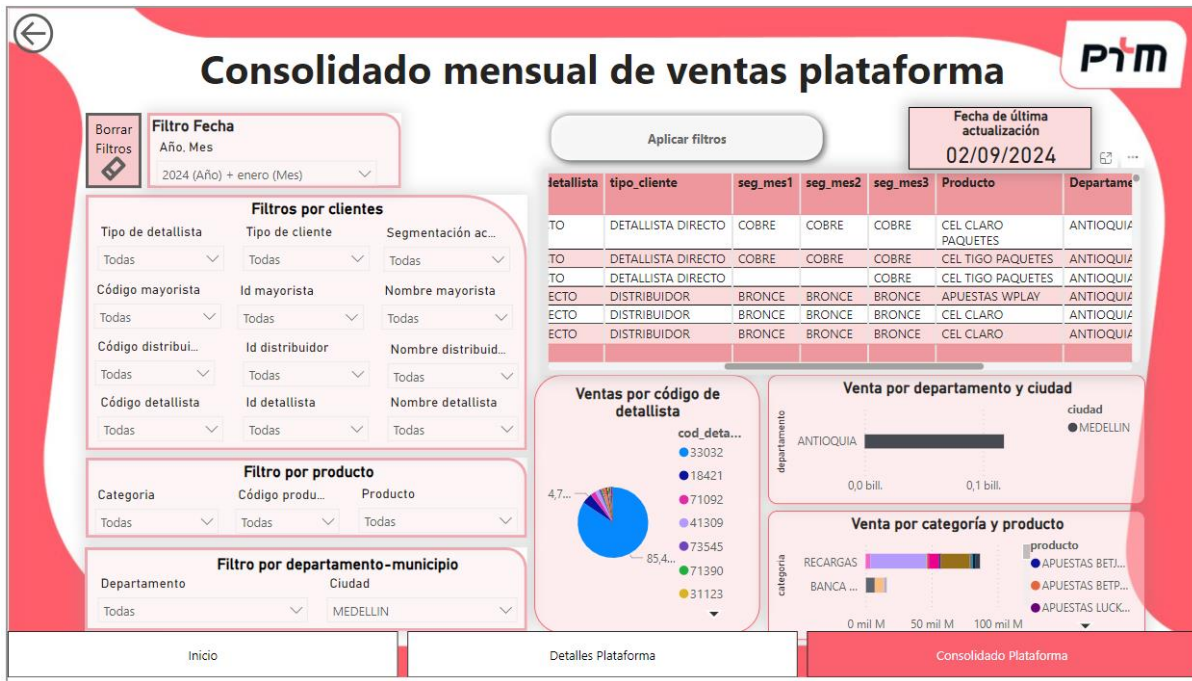 Consolidado mensual de ventas plataforma
PTM
Borrar
Filtros
Filtro Fecha
Año, Mes
2024 (Año) + enero (Mes)
Aplicar filtros
Fecha de última
actualización
02/09/2024
Filtros por clientes
Tipo de detallista Tipo de cliente Segmentación ac...
Todas Todas Todas
Código mayorista Id mayorista Nombre mayorista
Todas Todas Todas
Código distribui... Id distribuidor Nombre distribuid...
Todas Todas Todas
Código detallista Id detallista Nombre detallista
Todas Todas Todas
Filtro por producto
Categoria Código produ... Producto
Todas Todas Todas
Filtro por departamento-municipio
Departamento Ciudad
Todas MEDELLIN
detallista tipo_cliente seg_mes1 seg_mes2 seg_mes3 Producto Departame
TO DETALLISTA DIRECTO COBRE COBRE COBRE CEL CLARO ANTIOQUIA
PAQUETES
TO DETALLISTA DIRECTO COBRE COBRE COBRE CEL TIGO PAQUETES ANTIOQUIA
TO DETALLISTA DIRECTO COBRE CEL TIGO PAQUETES ANTIOQUIA
ECTO DISTRIBUIDOR BRONCE BRONCE BRONCE APUESTAS WPLAY ANTIOQUIA
ECTO DISTRIBUIDOR BRONCE BRONCE BRONCE CEL CLARO ANTIOQUIA
ECTO DISTRIBUIDOR BRONCE BRONCE BRONCE CEL CLARO ANTIOQUIA
Ventas por código de
detallista
cod_deta...
33032
18421
71092
41309
73545
71390
31123
4,7...
85,4...
Venta por departamento y ciudad
departamento
ANTIOQUIA
0,0 bill. 0,1 bill.
ciudad
MEDELLIN
Venta por categoría y producto
categoria
RECARGAS
BANCA ...
0 mil M 50 mil M 100 mil M
producto
APUESTAS BETJ...
APUESTAS BETP...
APUESTAS LUCK...
Inicio Detalles Plataforma Consolidado Plataforma